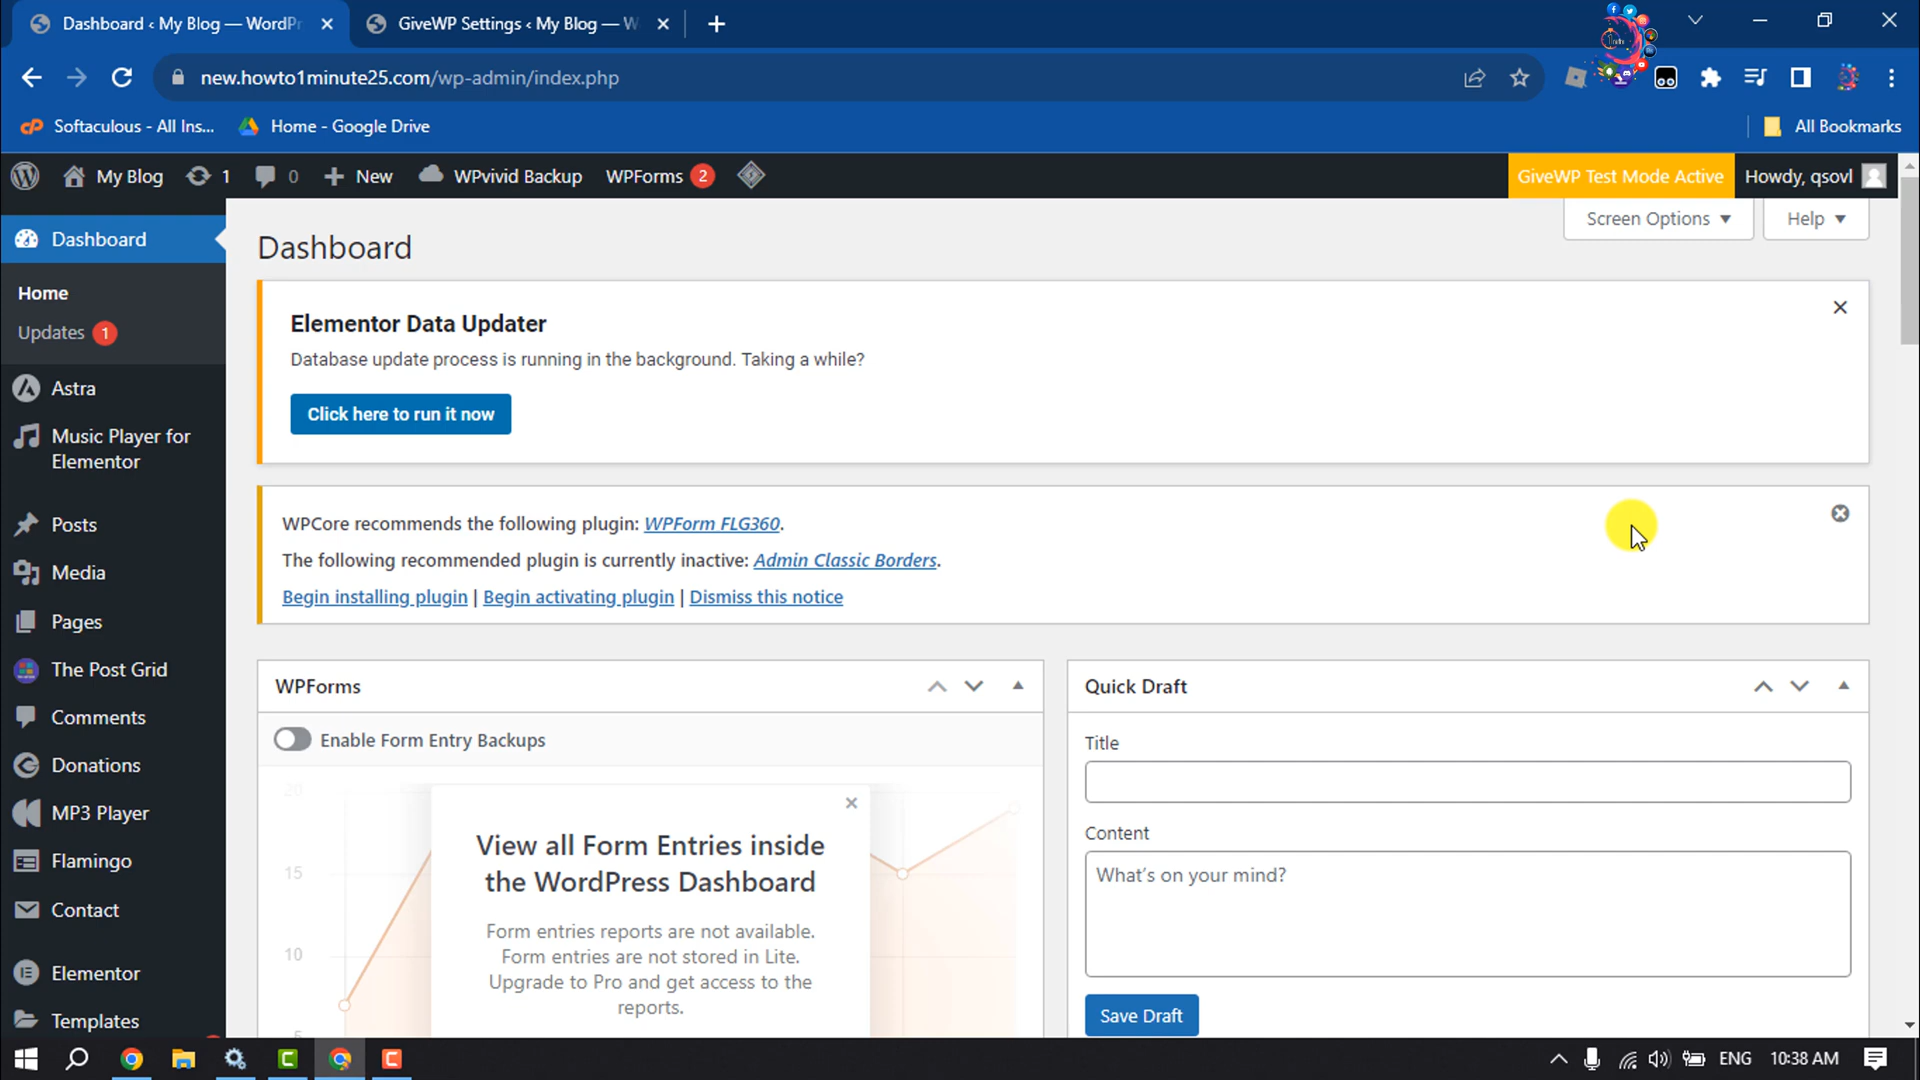 Dashboard ‹ My Blog — WordPr
GiveWP Settings ‹ My Blog — W
new.howto1minute25.com/wp-admin/index.php
Softaculous - All Ins...
Home - Google Drive
All Bookmarks
My Blog
1
0
New
WPvivid Backup
WPForms 2
GiveWP Test Mode Active
Howdy, qsovl
Screen Options
Help
Dashboard
Home
Updates 1
Astra
Music Player for
Elementor
Posts
Media
Pages
The Post Grid
Comments
Donations
MP3 Player
Flamingo
Contact
Elementor
Templates
Dashboard
Elementor Data Updater
Database update process is running in the background. Taking a while?
Click here to run it now
WPCore recommends the following plugin: WPForm FLG360.
The following recommended plugin is currently inactive: Admin Classic Borders.
Begin installing plugin | Begin activating plugin | Dismiss this notice
WPForms
Enable Form Entry Backups
20
15
10
View all Form Entries inside
the WordPress Dashboard
Form entries reports are not available.
Form entries are not stored in Lite.
Upgrade to Pro and get access to the
reports.
Quick Draft
Title
Content
What's on your mind?
Save Draft
ENG
10:38 AM